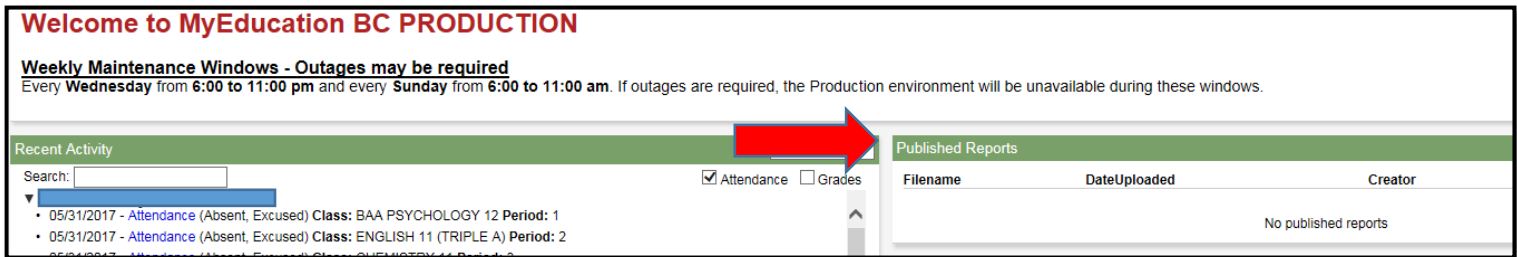 Welcome to MyEducation BC PRODUCTION
Weekly Maintenance Windows - Outages may be required
Every Wednesday from 6:00 to 11:00 pm and every Sunday from 6:00 to 11:00 am. If outages are required, the Production environment will be unavailable during these windows.
Recent Activity
Search:
Attendance Grades
• 05/31/2017 - Attendance (Absent, Excused) Class: BAA PSYCHOLOGY 12 Period: 1
• 05/31/2017 - Attendance (Absent, Excused) Class: ENGLISH 11 (TRIPLE A) Period: 2
Published Reports
Filename DateUploaded Creator
No published reports